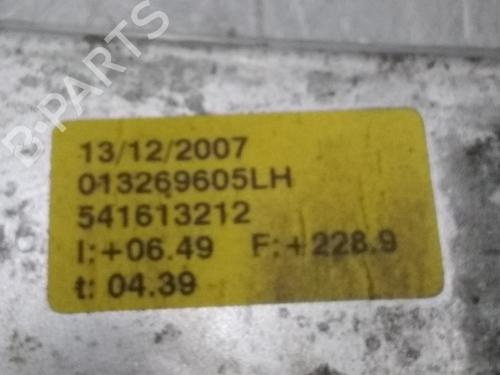 B-PARTS
13/12/2007
013269605LH
541613212
I:+06.49 F:+228.9
t: 04.39